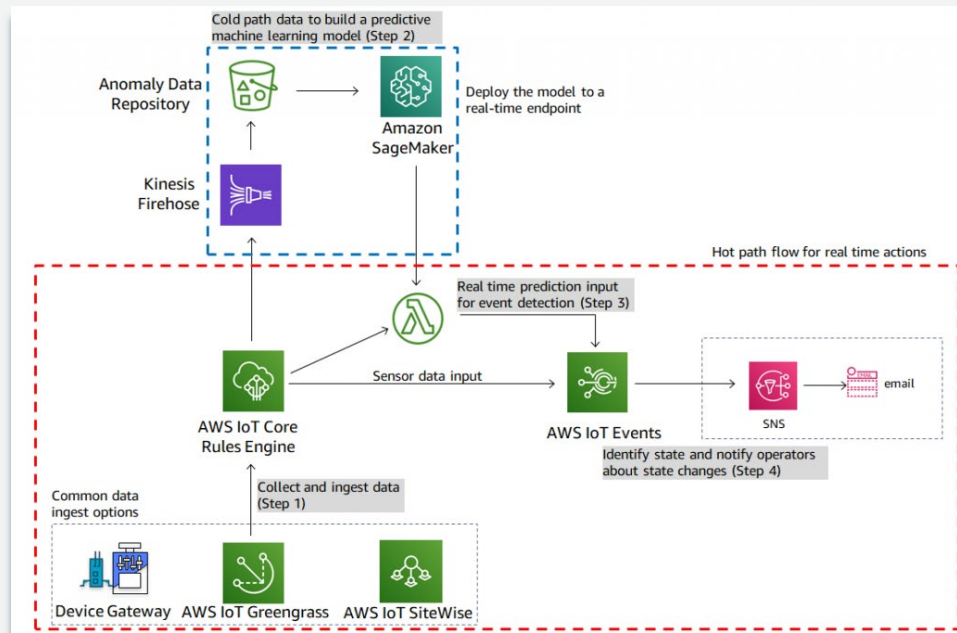 Cold path data to build a predictive
machine learning model (Step 2)
Anomaly Data
Repository
Deploy the model to a
real-time endpoint
Amazon
SageMaker
Kinesis
Firehose
Hot path flow for real time actions
Real time prediction input
for event detection (Step 3)
Sensor data input
AWS IoT Core
Rules Engine
AWS IoT Events
SNS
EMAIL
email
Identify state and notify operators
about state changes (Step 4)
Collect and ingest data
(Step 1)
Common data
ingest options
Device Gateway
AWS IoT Greengrass
AWS IoT SiteWise